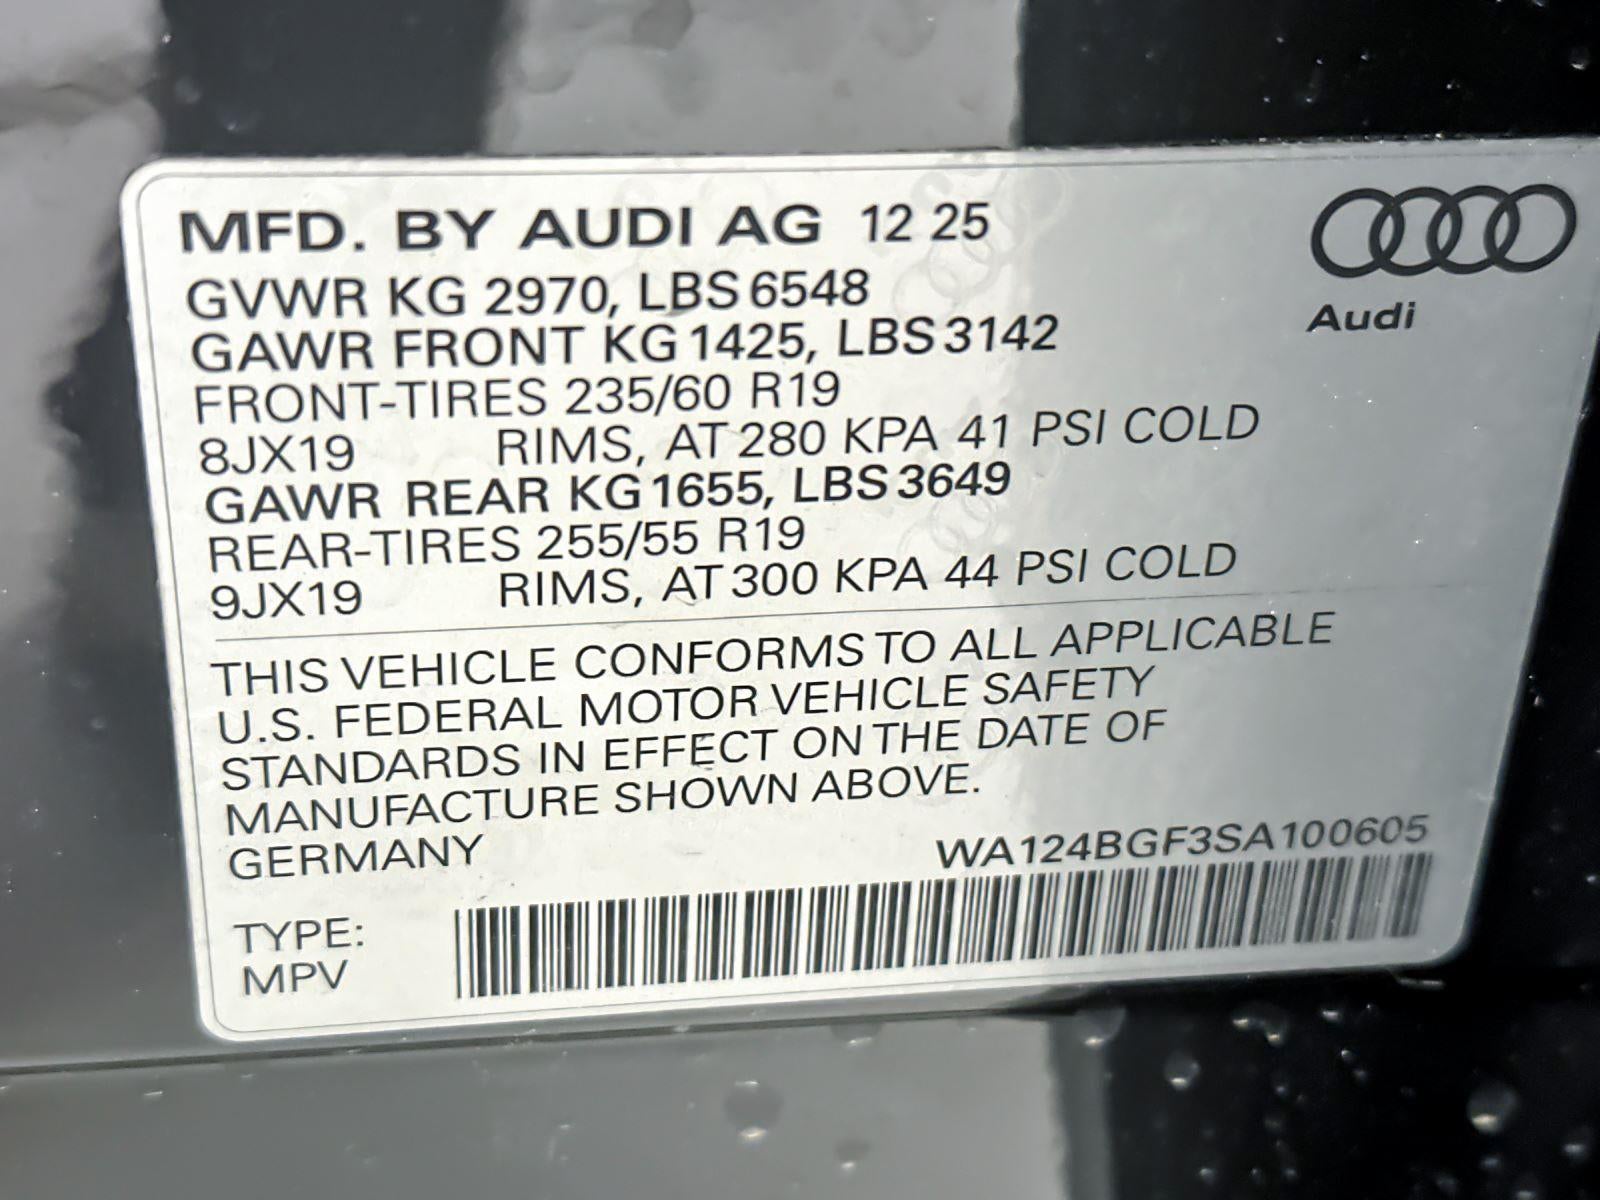 MFD. BY AUDI AG 12 25
GVWR KG 2970, LBS 6548
GAWR FRONT KG 1425, LBS 3142
FRONT-TIRES 235/60 R19
8JX19 RIMS, AT 280 KPA 41 PSI COLD
GAWR REAR KG 1655, LBS 3649
REAR-TIRES 255/55 R19
9JX19 RIMS, AT 300 KPA 44 PSI COLD
Audi
THIS VEHICLE CONFORMS TO ALL APPLICABLE
U.S. FEDERAL MOTOR VEHICLE SAFETY
STANDARDS IN EFFECT ON THE DATE OF
MANUFACTURE SHOWN ABOVE.
GERMANY WA124BGF3SA100605
TYPE:
MPV